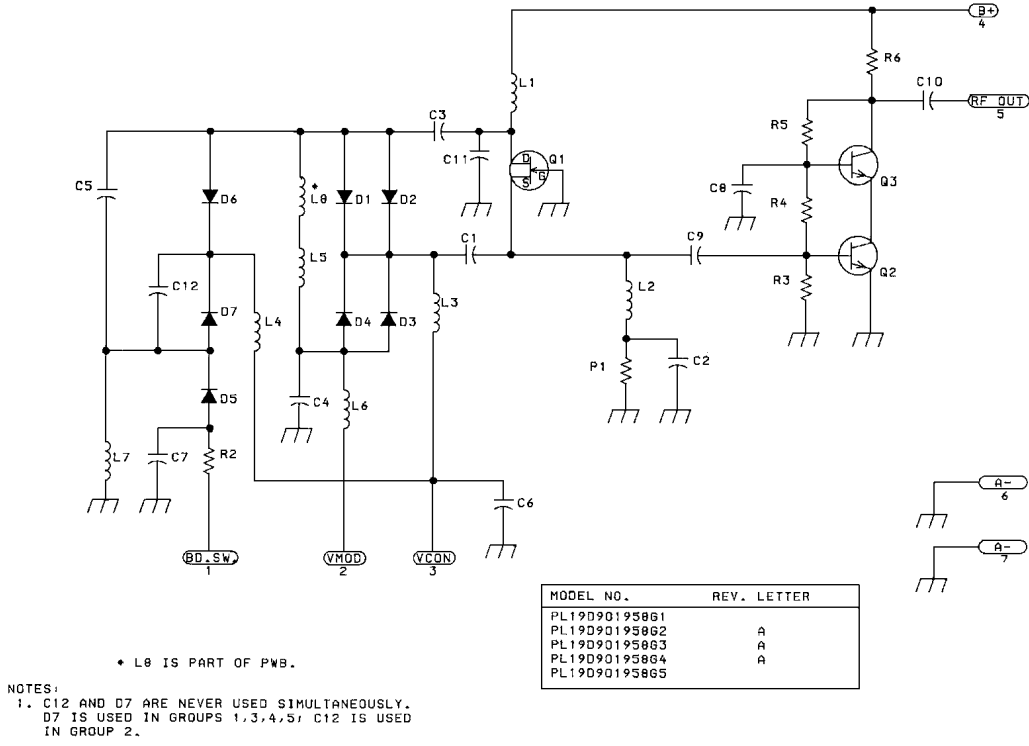 B+
4
R6
C10
RF OUT
5
L1
C3
R5
C11
D
Q1
G
S
C5
* L8
D6
D1
D2
C8
R4
Q3
C1
C9
L5
C12
L3
L2
R3
Q2
D7
L4
D4
D3
P1
C2
D5
C4
L6
L7
C7
R2
C6
A-
6
BD.SW.
1
VMOD
2
VCON
3
A-
7
MODEL NO. REV. LETTER
PL19D901958G1
PL19D901958G2 A
PL19D901958G3 A
PL19D901958G4 A
PL19D901958G5
* L8 IS PART OF PWB.
NOTES:
1. C12 AND D7 ARE NEVER USED SIMULTANEOUSLY.
D7 IS USED IN GROUPS 1,3,4,5; C12 IS USED
IN GROUP 2.